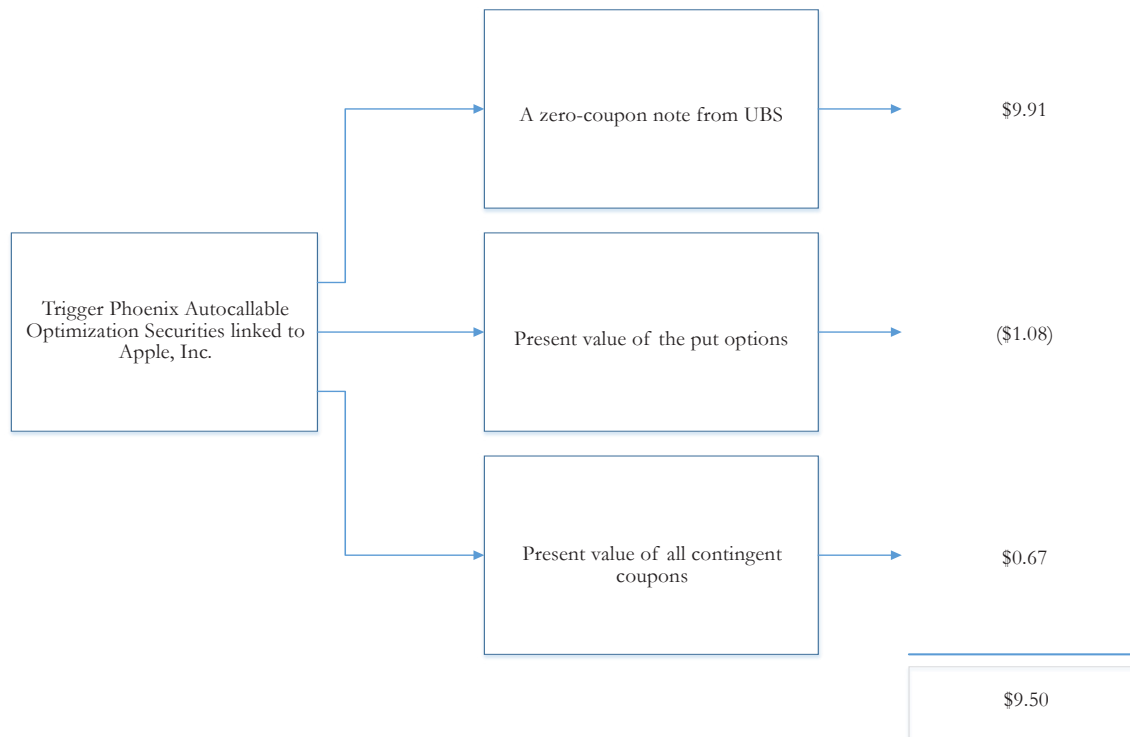 A zero-coupon note from UBS
$9.91
Trigger Phoenix Autocallable
Optimization Securities linked to
Apple, Inc.
Present value of the put options
($1.08)
Present value of all contingent
coupons
$0.67
$9.50